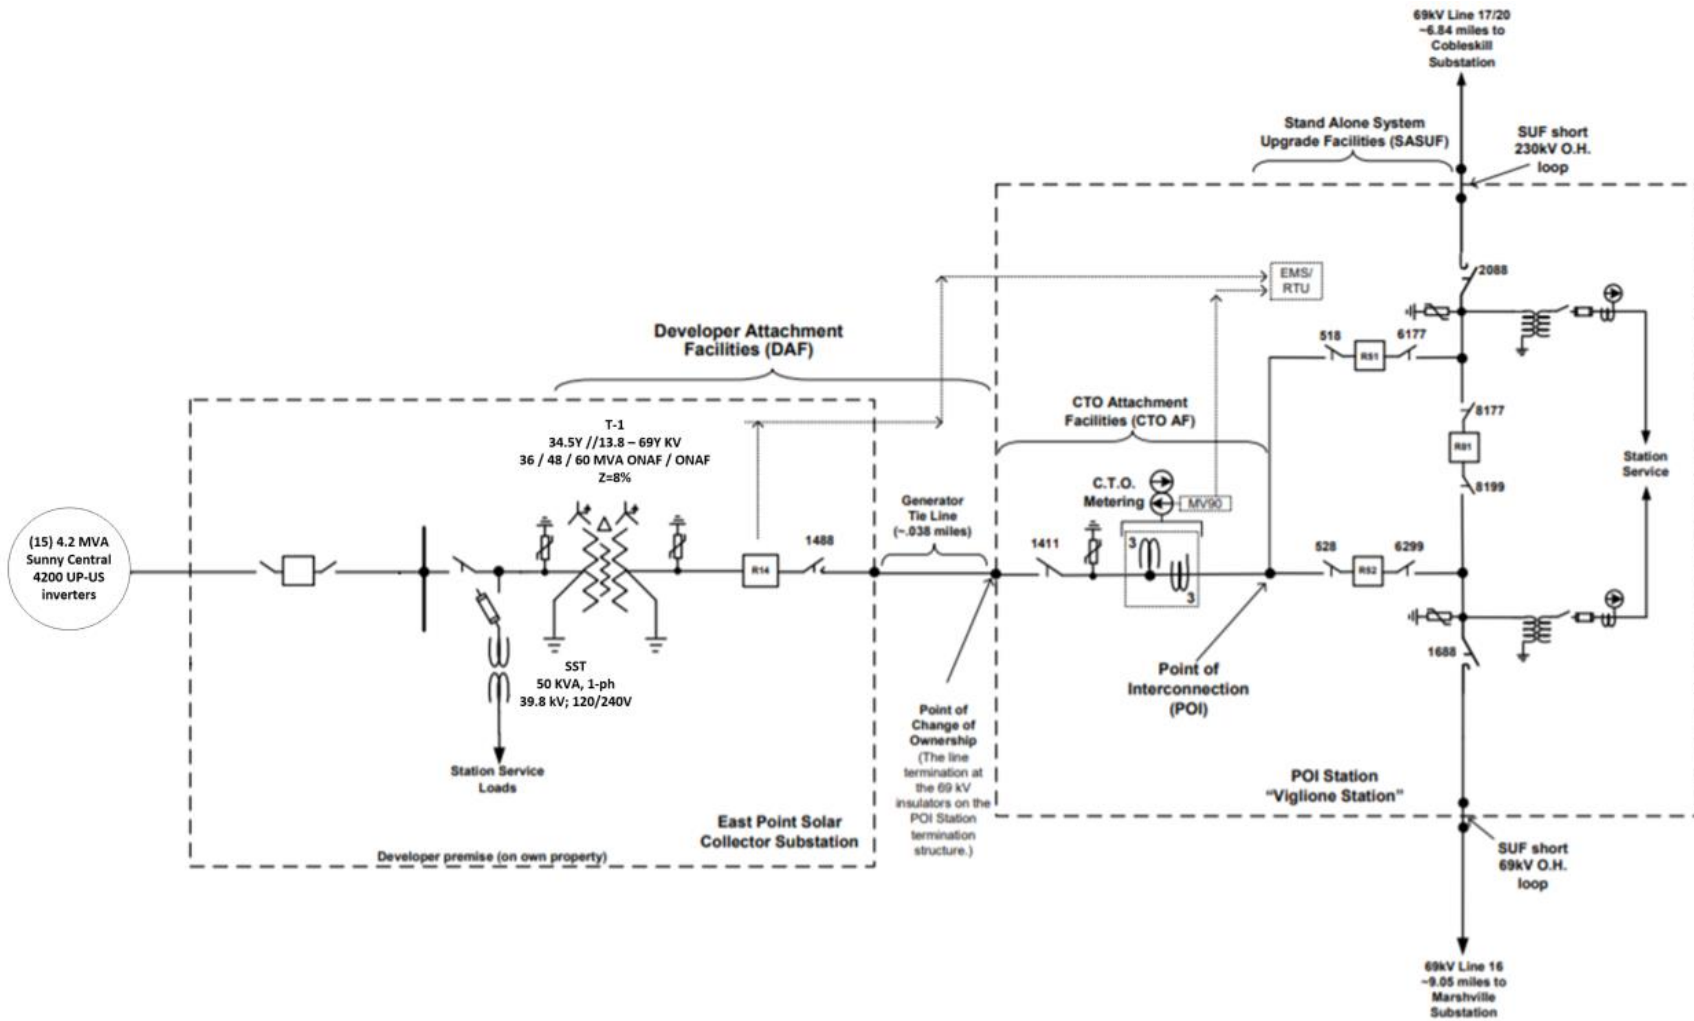 69kV Line 17/20
~6.84 miles to
Cobleskill
Substation
Stand Alone System
Upgrade Facilities (SASUF)
SUF short
230kV O.H.
loop
EMS/
RTU
2088
518
R51
6177
8177
R81
8199
Station
Service
Developer Attachment
Facilities (DAF)
CTO Attachment
Facilities (CTO AF)
T-1
34.5Y //13.8 – 69Y KV
36 / 48 / 60 MVA ONAF / ONAF
Z=8%
C.T.O.
Metering
MV90
Generator
Tie Line
(~.038 miles)
(15) 4.2 MVA
Sunny Central
4200 UP-US
inverters
R14
1488
1411
3
3
528
R52
6299
1688
SST
50 KVA, 1-ph
39.8 kV; 120/240V
Station Service
Loads
Point of
Interconnection
(POI)
Point of
Change of
Ownership
(The line
termination at
the 69 kV
insulators on the
POI Station
termination
structure.)
POI Station
“Viglione Station”
East Point Solar
Collector Substation
Developer premise (on own property)
SUF short
69kV O.H.
loop
69kV Line 16
~9.05 miles to
Marshville
Substation